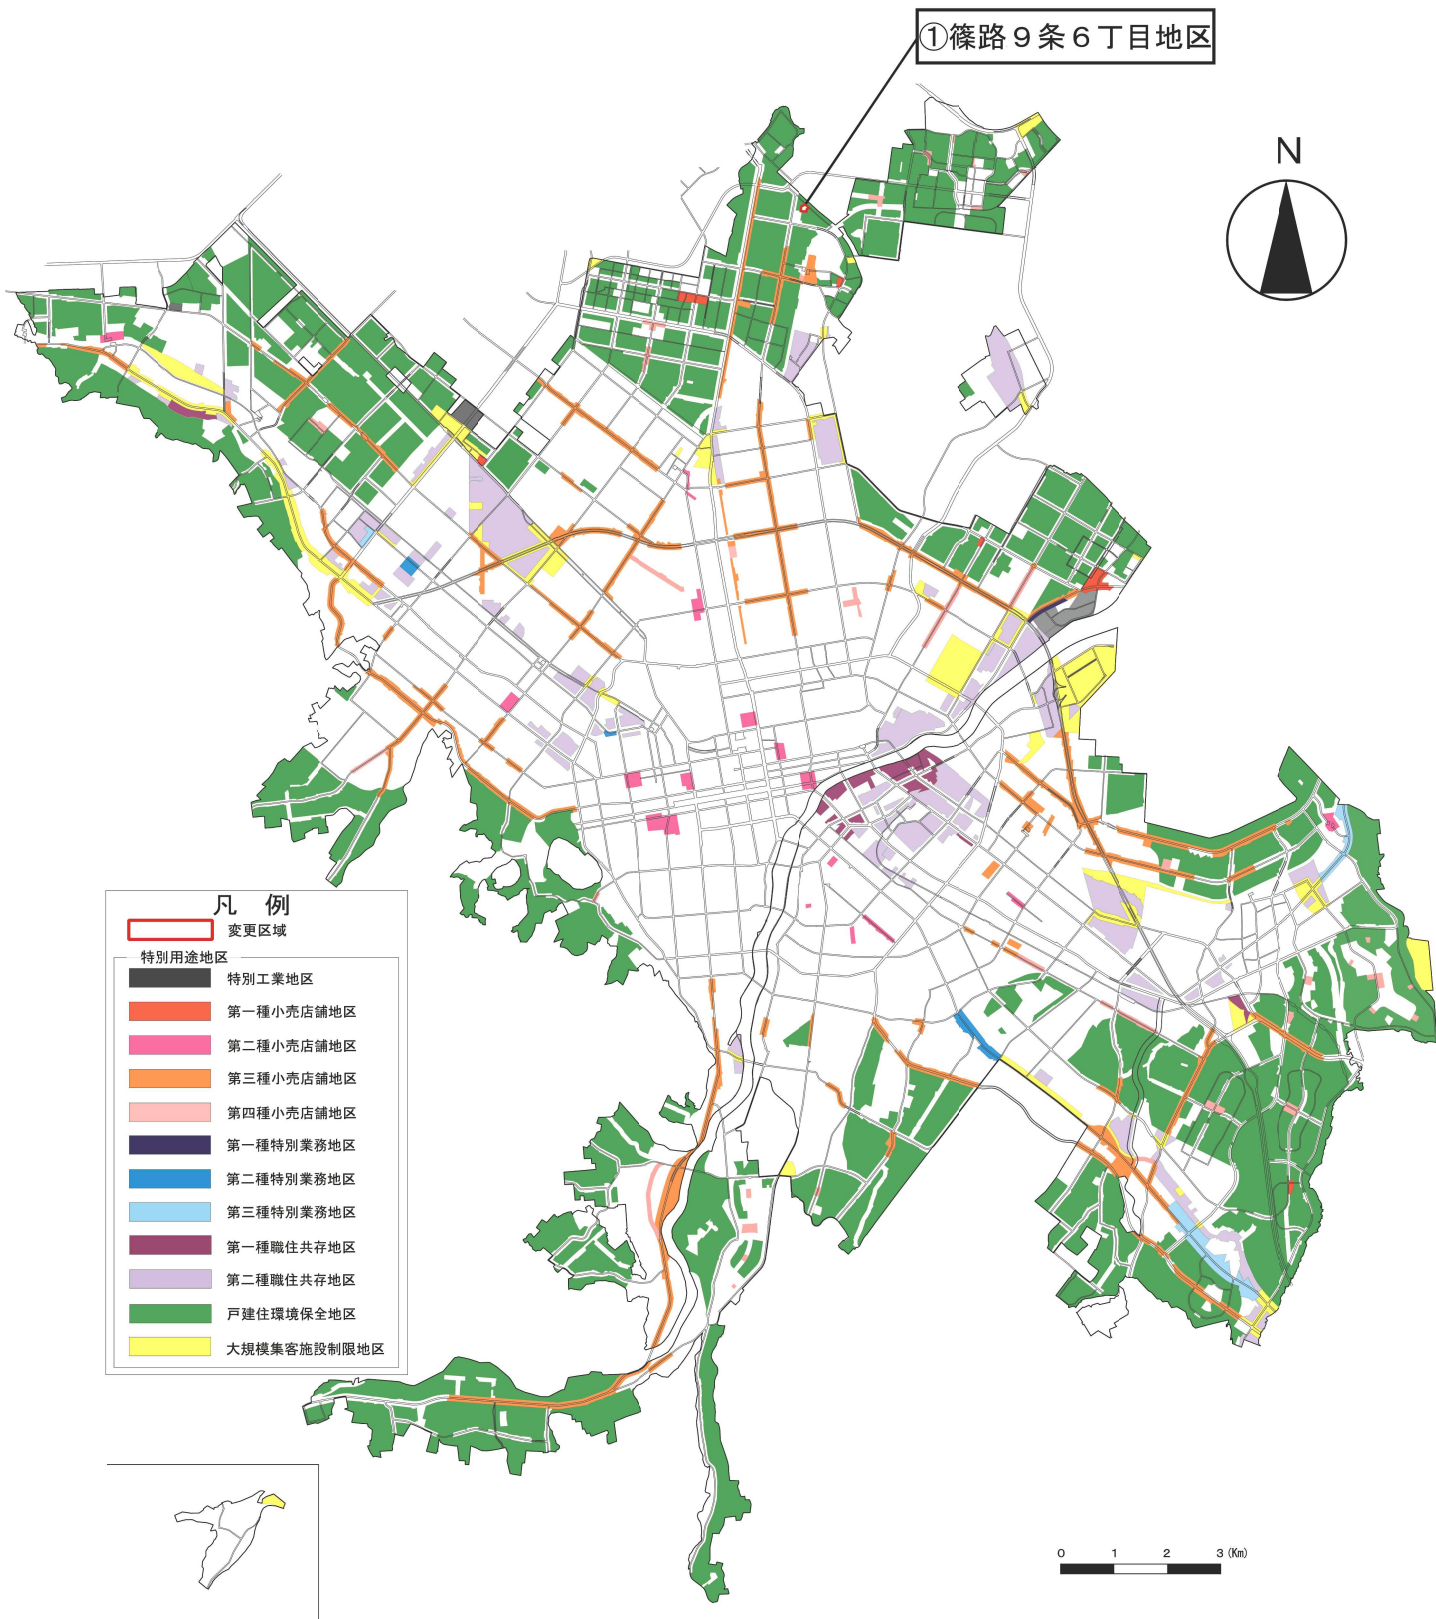 ①篠路９条６丁目地区
N
凡　例
変更区域
特別用途地区
特別工業地区
第一種小売店舗地区
第二種小売店舗地区
第三種小売店舗地区
第四種小売店舗地区
第一種特別業務地区
第二種特別業務地区
第三種特別業務地区
第一種職住共存地区
第二種職住共存地区
戸建住環境保全地区
大規模集客施設制限地区
0 1 2 3 (Km)